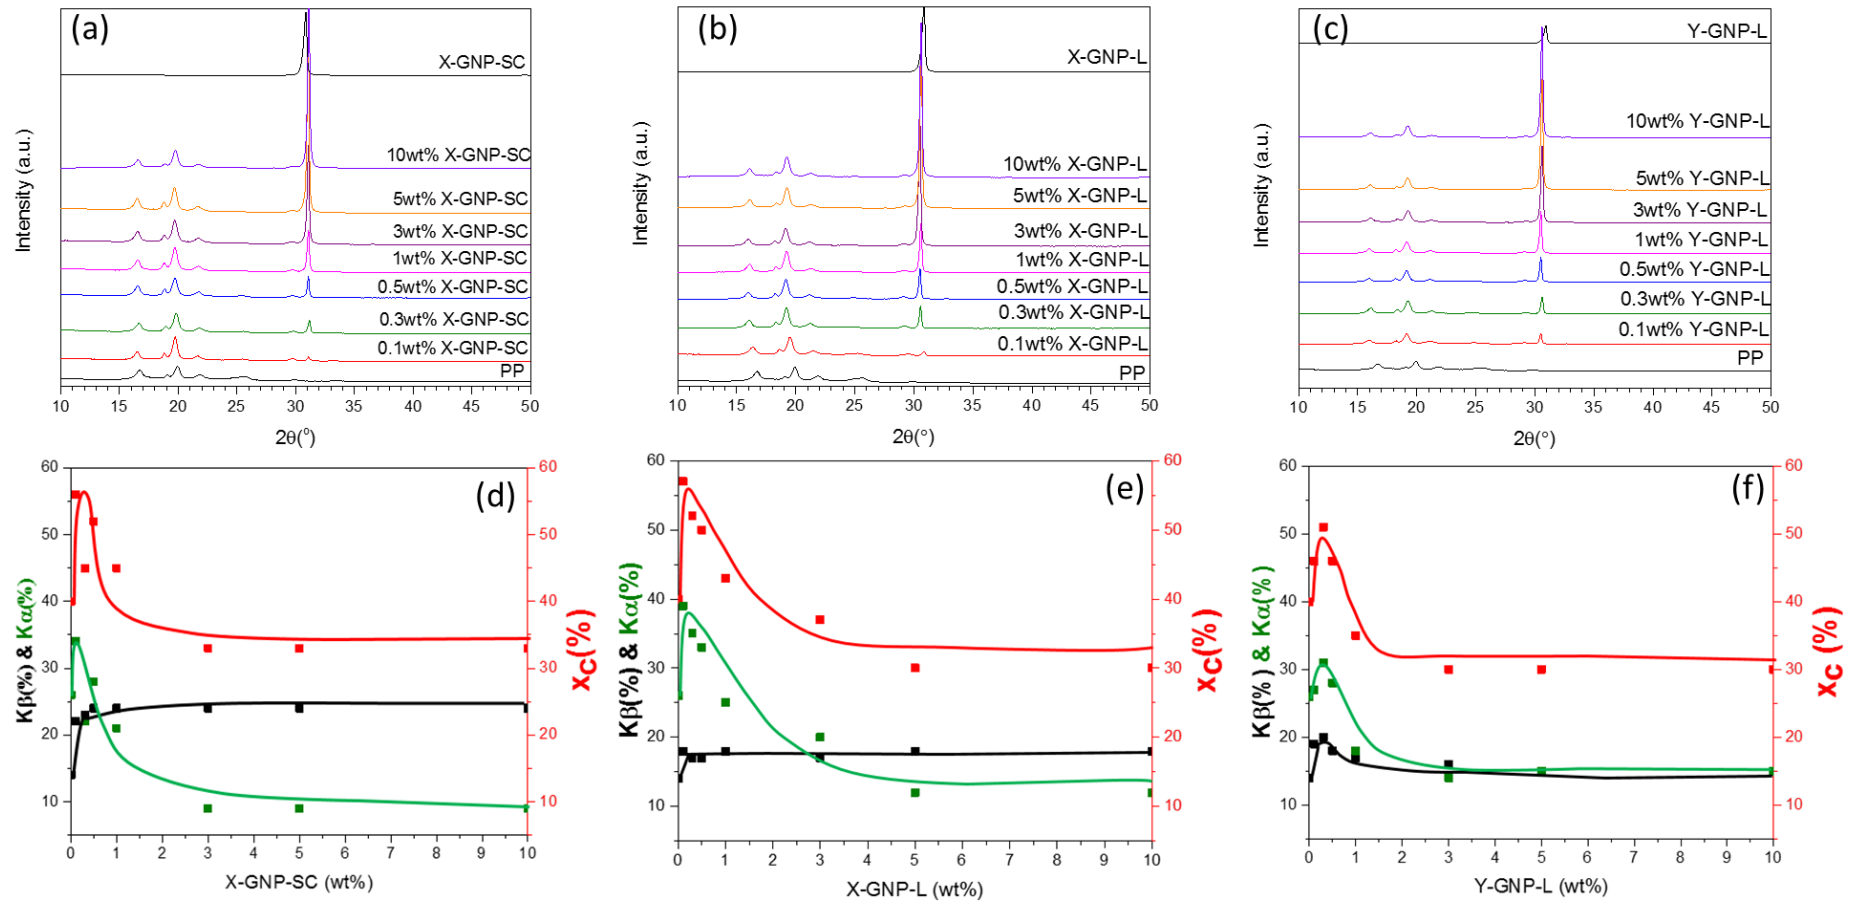 (a)
X-GNP-SC
10wt% X-GNP-SC
5wt% X-GNP-SC
3wt% X-GNP-SC
1wt% X-GNP-SC
0.5wt% X-GNP-SC
0.3wt% X-GNP-SC
0.1wt% X-GNP-SC
PP
Intensity (a.u.)
10 15 20 25 30 35 40 45 50
2θ(°)
(b)
X-GNP-L
10wt% X-GNP-L
5wt% X-GNP-L
3wt% X-GNP-L
1wt% X-GNP-L
0.5wt% X-GNP-L
0.3wt% X-GNP-L
0.1wt% X-GNP-L
PP
Intensity (a.u.)
10 15 20 25 30 35 40 45 50
2θ(°)
(c)
Y-GNP-L
10wt% Y-GNP-L
5wt% Y-GNP-L
3wt% Y-GNP-L
1wt% Y-GNP-L
0.5wt% Y-GNP-L
0.3wt% Y-GNP-L
0.1wt% Y-GNP-L
PP
Intensity (a.u.)
10 15 20 25 30 35 40 45 50
2θ(°)
(d)
60
50
40
30
20
10
Kβ(%) & Kα(%)
60
50
40
30
20
10
xc(%)
0 1 2 3 4 5 6 7 8 9 10
X-GNP-SC (wt%)
(e)
60
50
40
30
20
10
Kβ(%) & Kα(%)
60
50
40
30
20
10
xc(%)
0 1 2 3 4 5 6 7 8 9 10
X-GNP-L (wt%)
(f)
60
50
40
30
20
10
Kβ(%) & Kα(%)
60
50
40
30
20
10
xc (%)
0 1 2 3 4 5 6 7 8 9 10
Y-GNP-L (wt%)